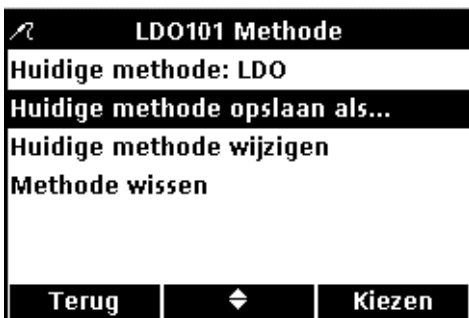 LDO101 Methode
Huidige methode: LDO
Huidige methode opslaan als...
Huidige methode wijzigen
Methode wissen
Terug
Kiezen